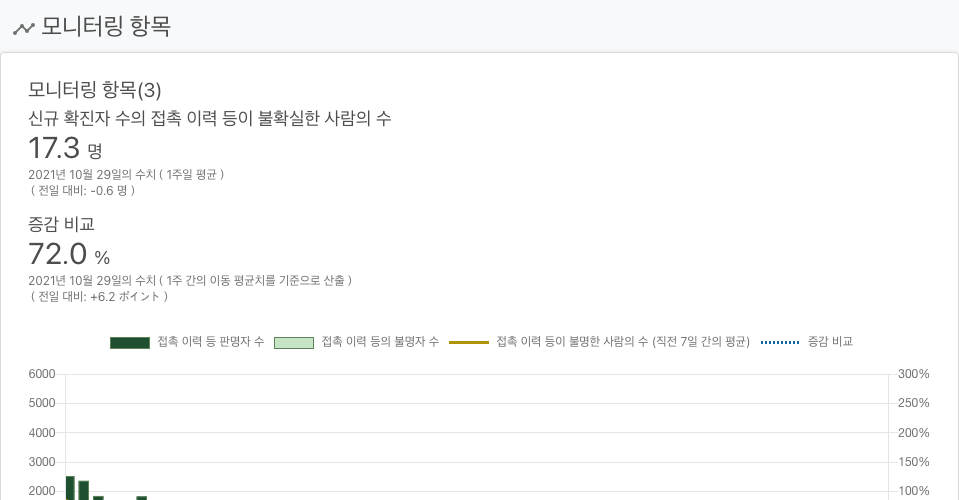 모니터링 항목
모니터링 항목(3)
신규 확진자 수의 접촉 이력 등이 불확실한 사람의 수
17.3 명
2021년 10월 29일의 수치 ( 1주일 평균 )
( 전일 대비: -0.6 명 )
증감 비교
72.0 %
2021년 10월 29일의 수치 ( 1주 간의 이동 평균치를 기준으로 산출 )
( 전일 대비: +6.2 ポイント )
접촉 이력 등 판명자 수 접촉 이력 등의 불명자 수 접촉 이력 등이 불명한 사람의 수 (직전 7일 간의 평균) 증감 비교
6000 300%
5000 250%
4000 200%
3000 150%
2000 100%